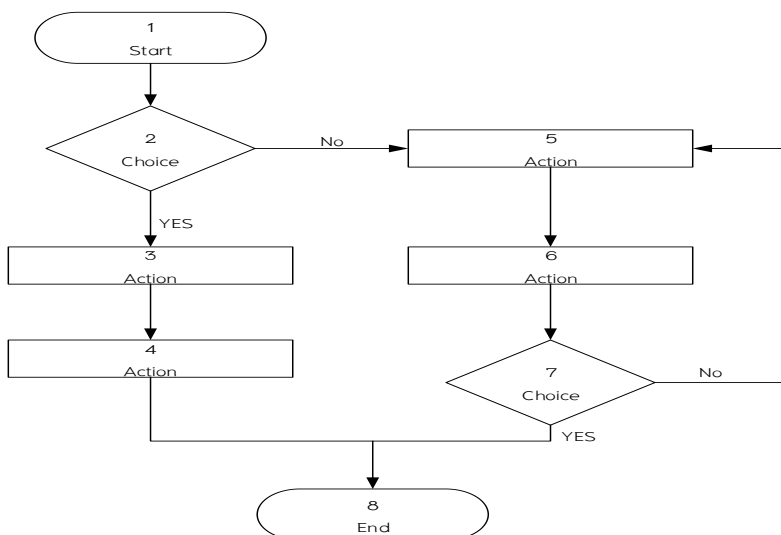 1
Start
2
Choice
No
5
Action
YES
3
Action
6
Action
4
Action
7
Choice
No
YES
8
End